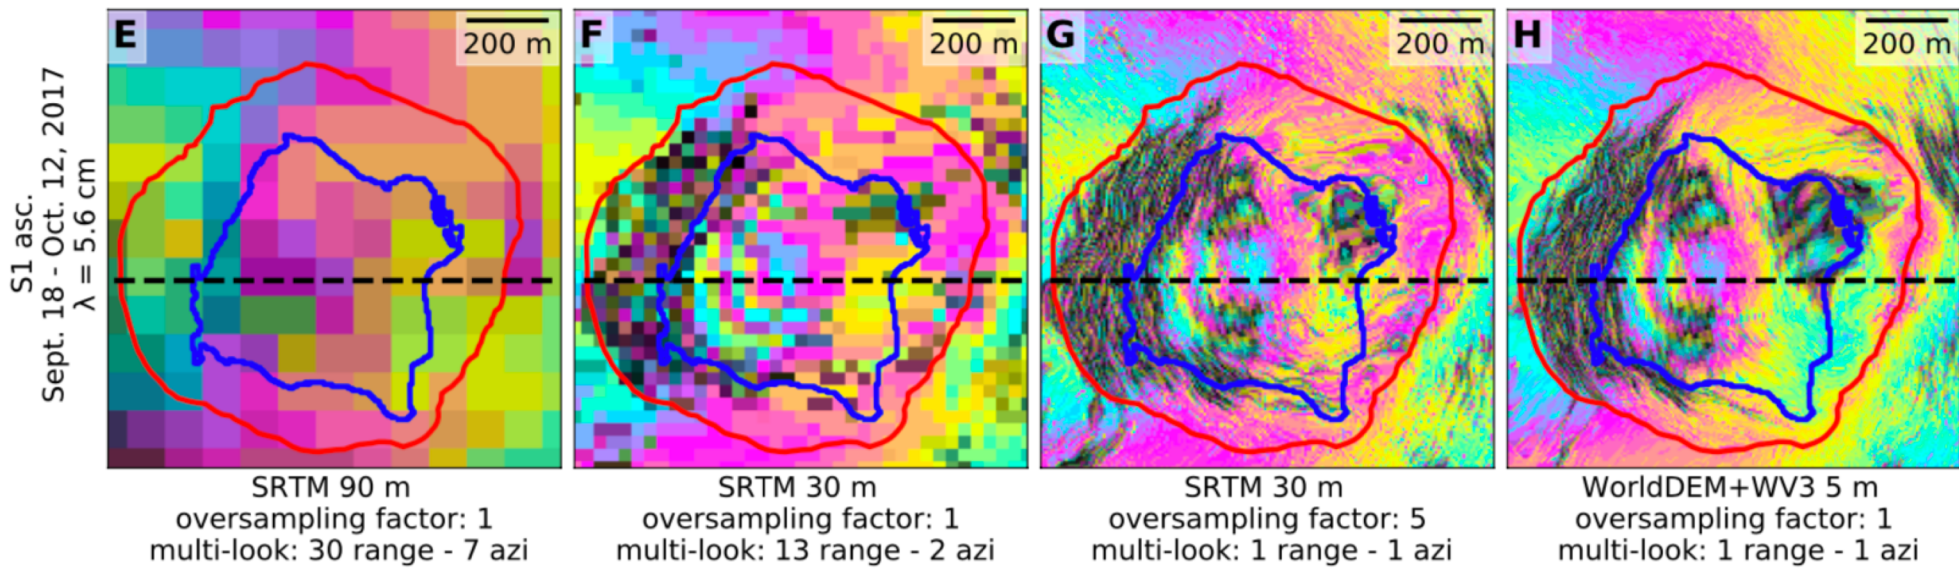 S1 asc.
Sept. 18 - Oct. 12, 2017
λ = 5.6 cm
E
200 m
F
200 m
G
200 m
H
200 m
SRTM 90 m
oversampling factor: 1
multi-look: 30 range - 7 azi
SRTM 30 m
oversampling factor: 1
multi-look: 13 range - 2 azi
SRTM 30 m
oversampling factor: 5
multi-look: 1 range - 1 azi
WorldDEM+WV3 5 m
oversampling factor: 1
multi-look: 1 range - 1 azi